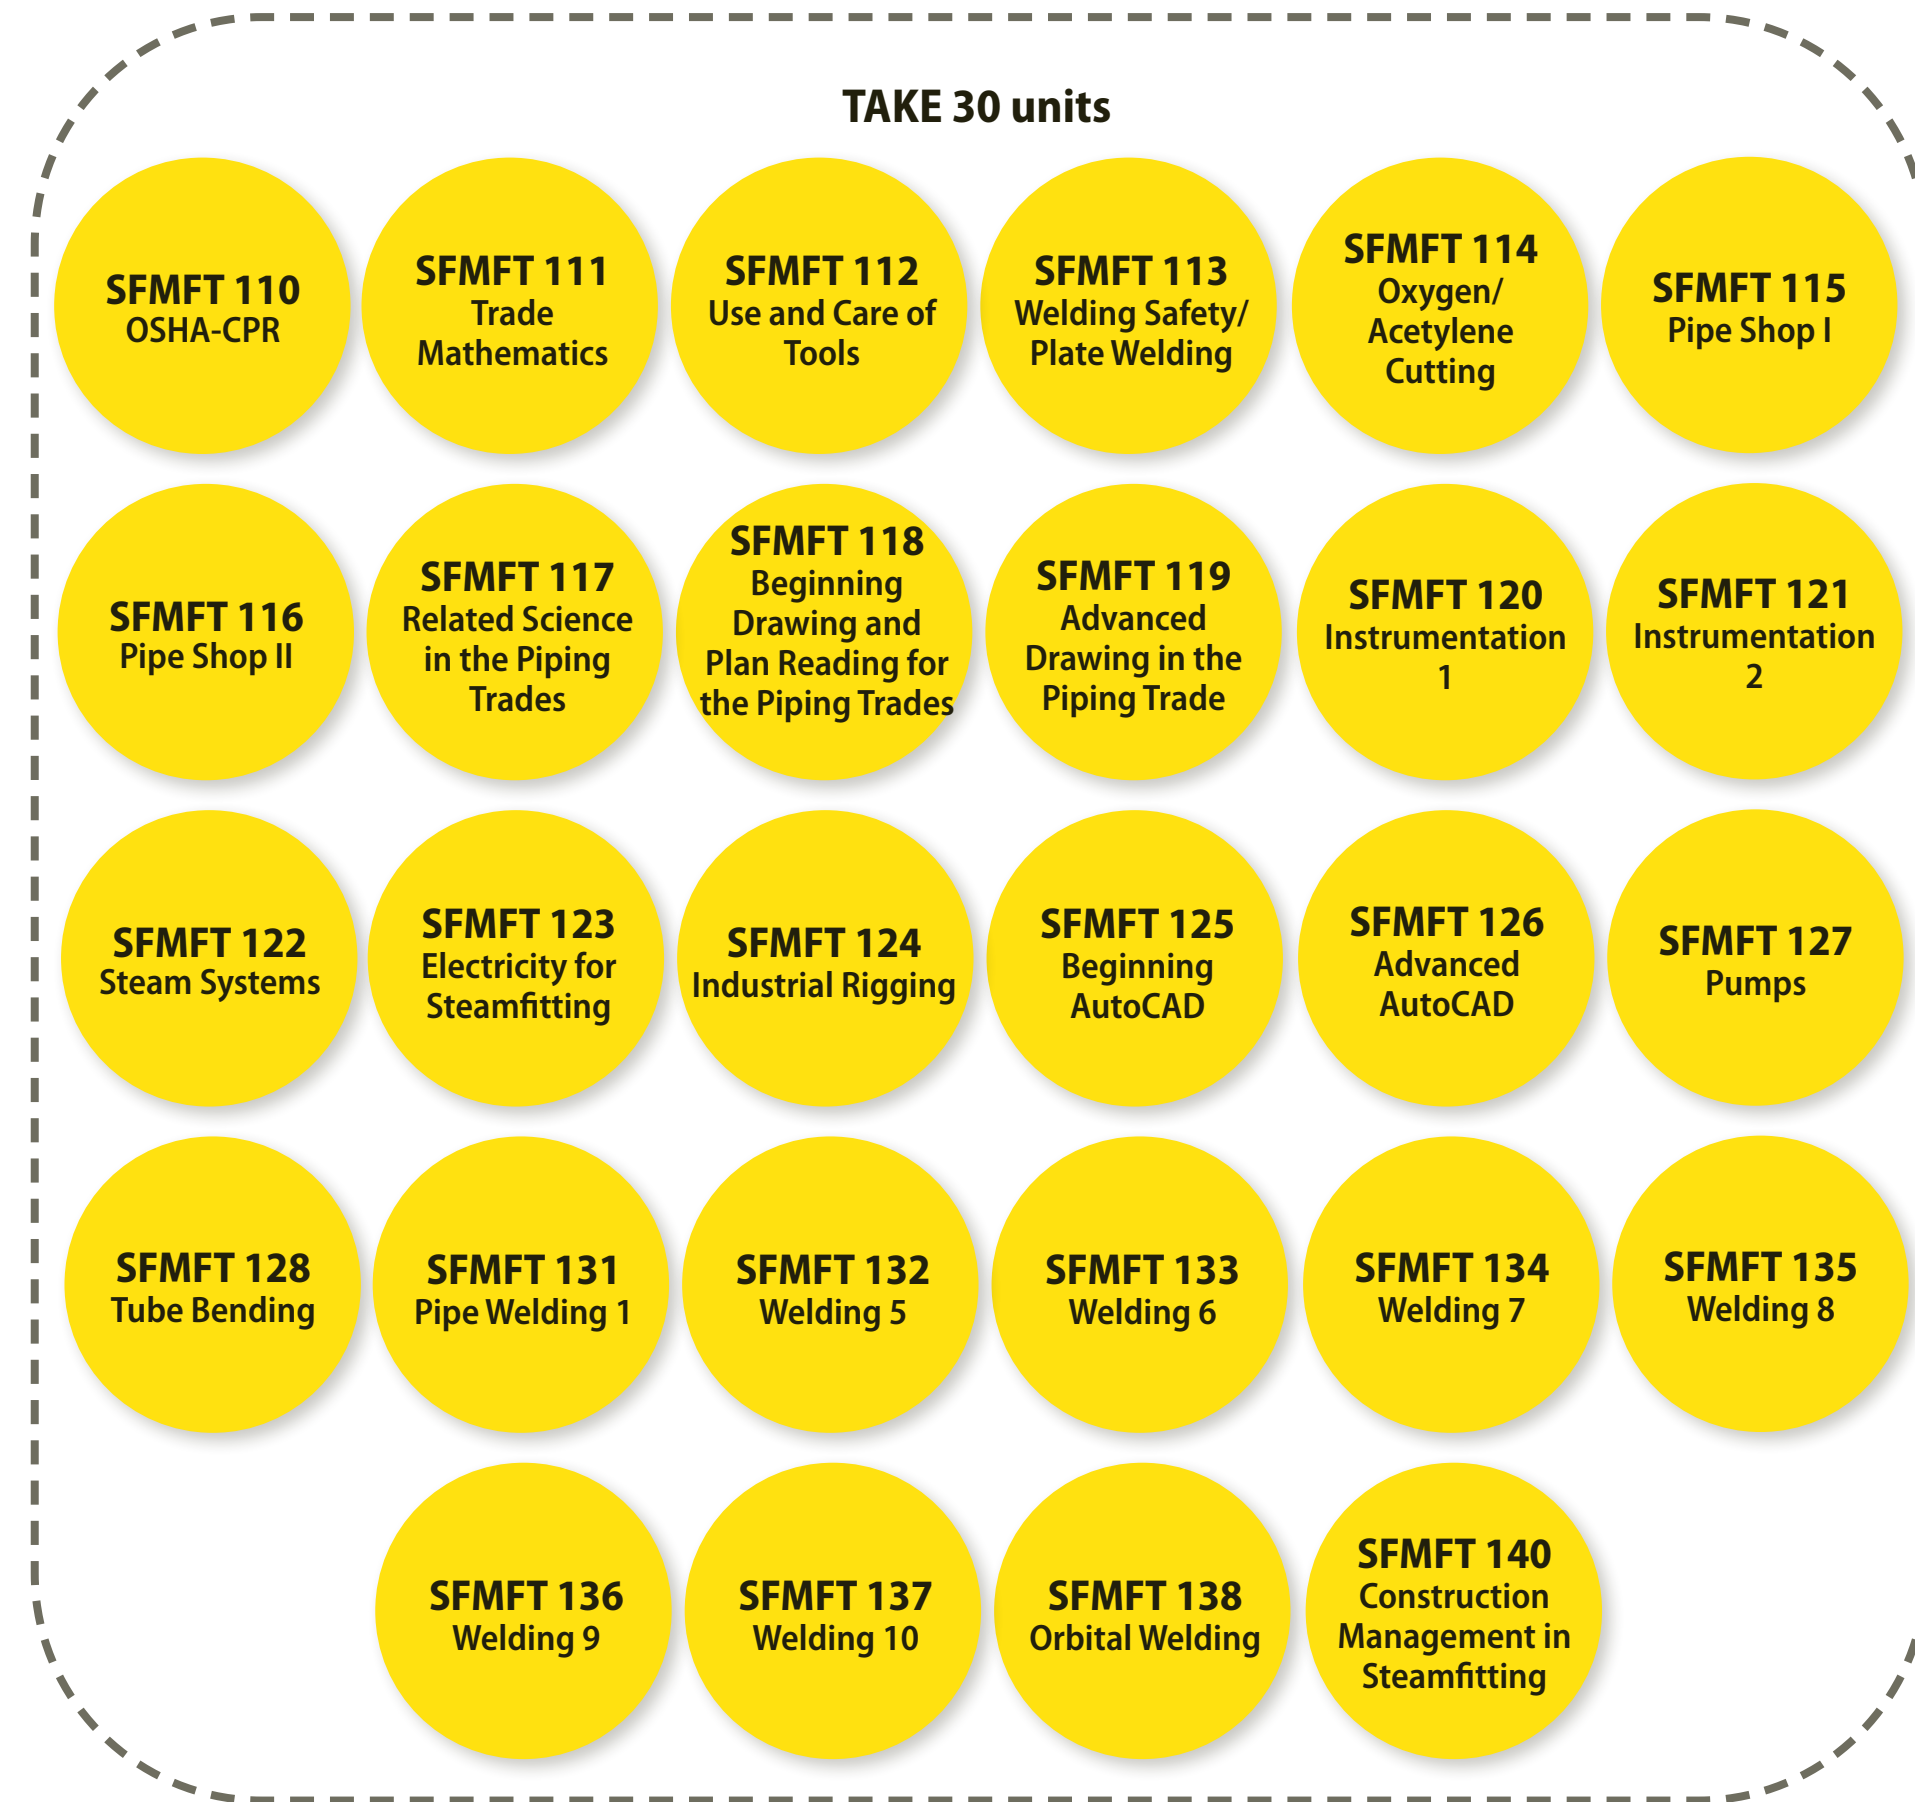 TAKE 30 units
SFMFT 110
OSHA-CPR
SFMFT 111
Trade
Mathematics
SFMFT 112
Use and Care of
Tools
SFMFT 113
Welding Safety/
Plate Welding
SFMFT 114
Oxygen/
Acetylene
Cutting
SFMFT 115
Pipe Shop I
SFMFT 116
Pipe Shop II
SFMFT 117
Related Science
in the Piping
Trades
SFMFT 118
Beginning
Drawing and
Plan Reading for
the Piping Trades
SFMFT 119
Advanced
Drawing in the
Piping Trade
SFMFT 120
Instrumentation
1
SFMFT 121
Instrumentation
2
SFMFT 122
Steam Systems
SFMFT 123
Electricity for
Steamfitting
SFMFT 124
Industrial Rigging
SFMFT 125
Beginning
AutoCAD
SFMFT 126
Advanced
AutoCAD
SFMFT 127
Pumps
SFMFT 128
Tube Bending
SFMFT 131
Pipe Welding 1
SFMFT 132
Welding 5
SFMFT 133
Welding 6
SFMFT 134
Welding 7
SFMFT 135
Welding 8
SFMFT 136
Welding 9
SFMFT 137
Welding 10
SFMFT 138
Orbital Welding
SFMFT 140
Construction
Management in
Steamfitting